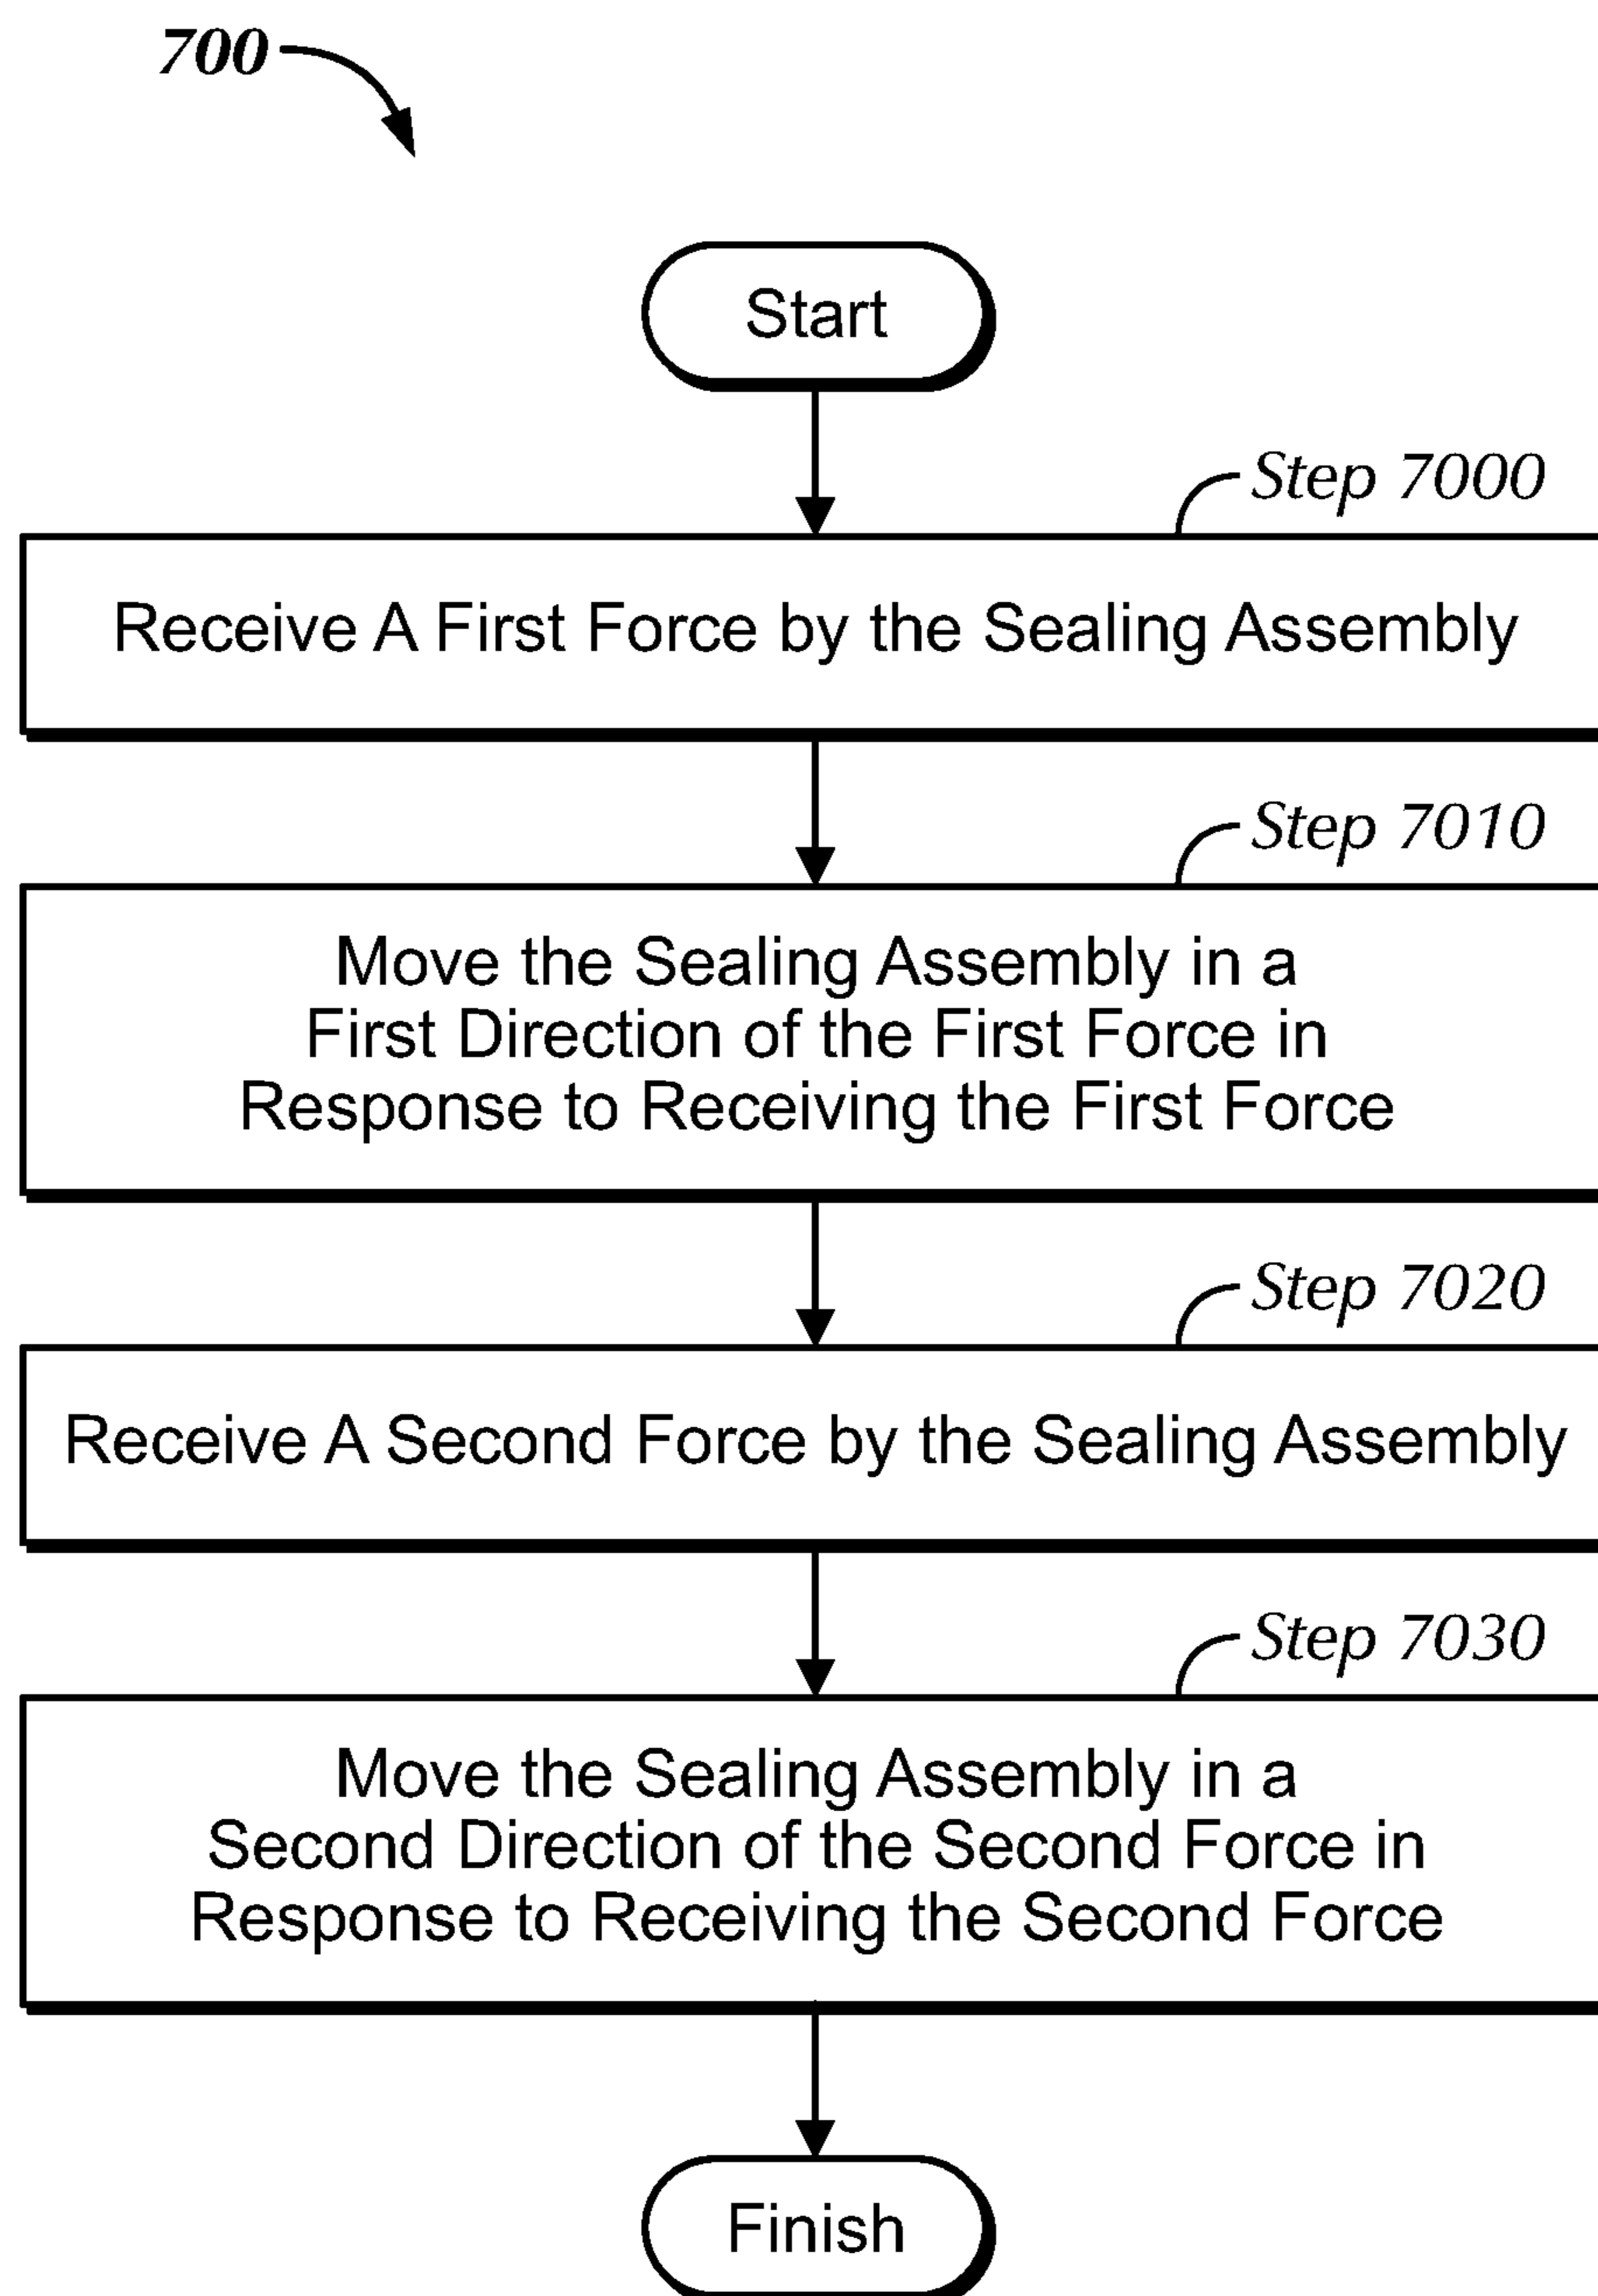 700
Start
Step 7000
Receive A First Force by the Sealing Assembly
Step 7010
Move the Sealing Assembly in a
First Direction of the First Force in
Response to Receiving the First Force
Step 7020
Receive A Second Force by the Sealing Assembly
Step 7030
Move the Sealing Assembly in a
Second Direction of the Second Force in
Response to Receiving the Second Force
Finish